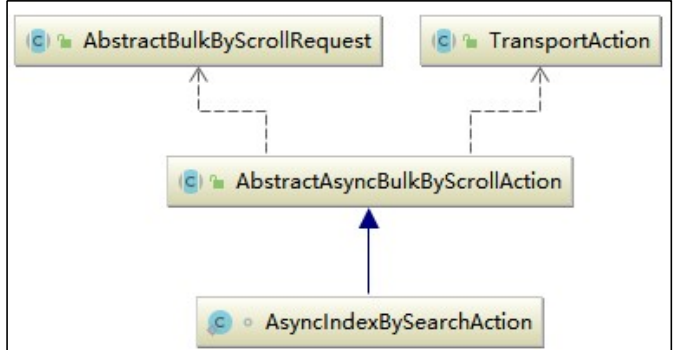 C AbstractBulkByScrollRequest
C TransportAction
C AbstractAsyncBulkByScrollAction
C AsyncIndexBySearchAction